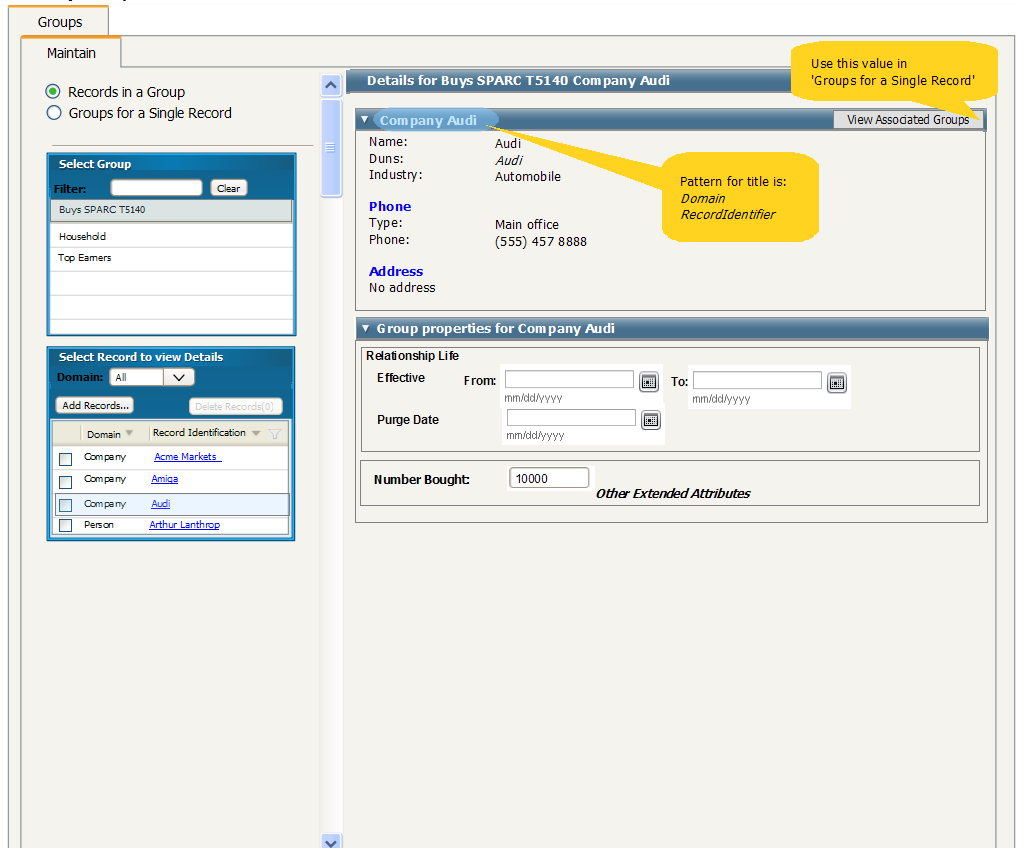 Groups
Maintain
Records in a Group
Groups for a Single Record
Select Group
Filter:
Clear
Buys SPARC T5140
Household
Top Earners
Select Record to view Details
Domain: All
Add Records... Delete Records(0)
Domain Record Identification
Company Acme Markets
Company Amiga
Company Audi
Person Arthur Lanthrop
Details for Buys SPARC T5140 Company Audi
Use this value in
'Groups for a Single Record'
Company Audi
View Associated Groups
Name: Audi
Duns: Audi
Industry: Automobile
Pattern for title is:
Domain
RecordIdentifier
Phone
Type: Main office
Phone: (555) 457 8888
Address
No address
Group properties for Company Audi
Relationship Life
Effective From: To:
mm/dd/yyyy mm/dd/yyyy
Purge Date
mm/dd/yyyy
Number Bought: 10000
Other Extended Attributes